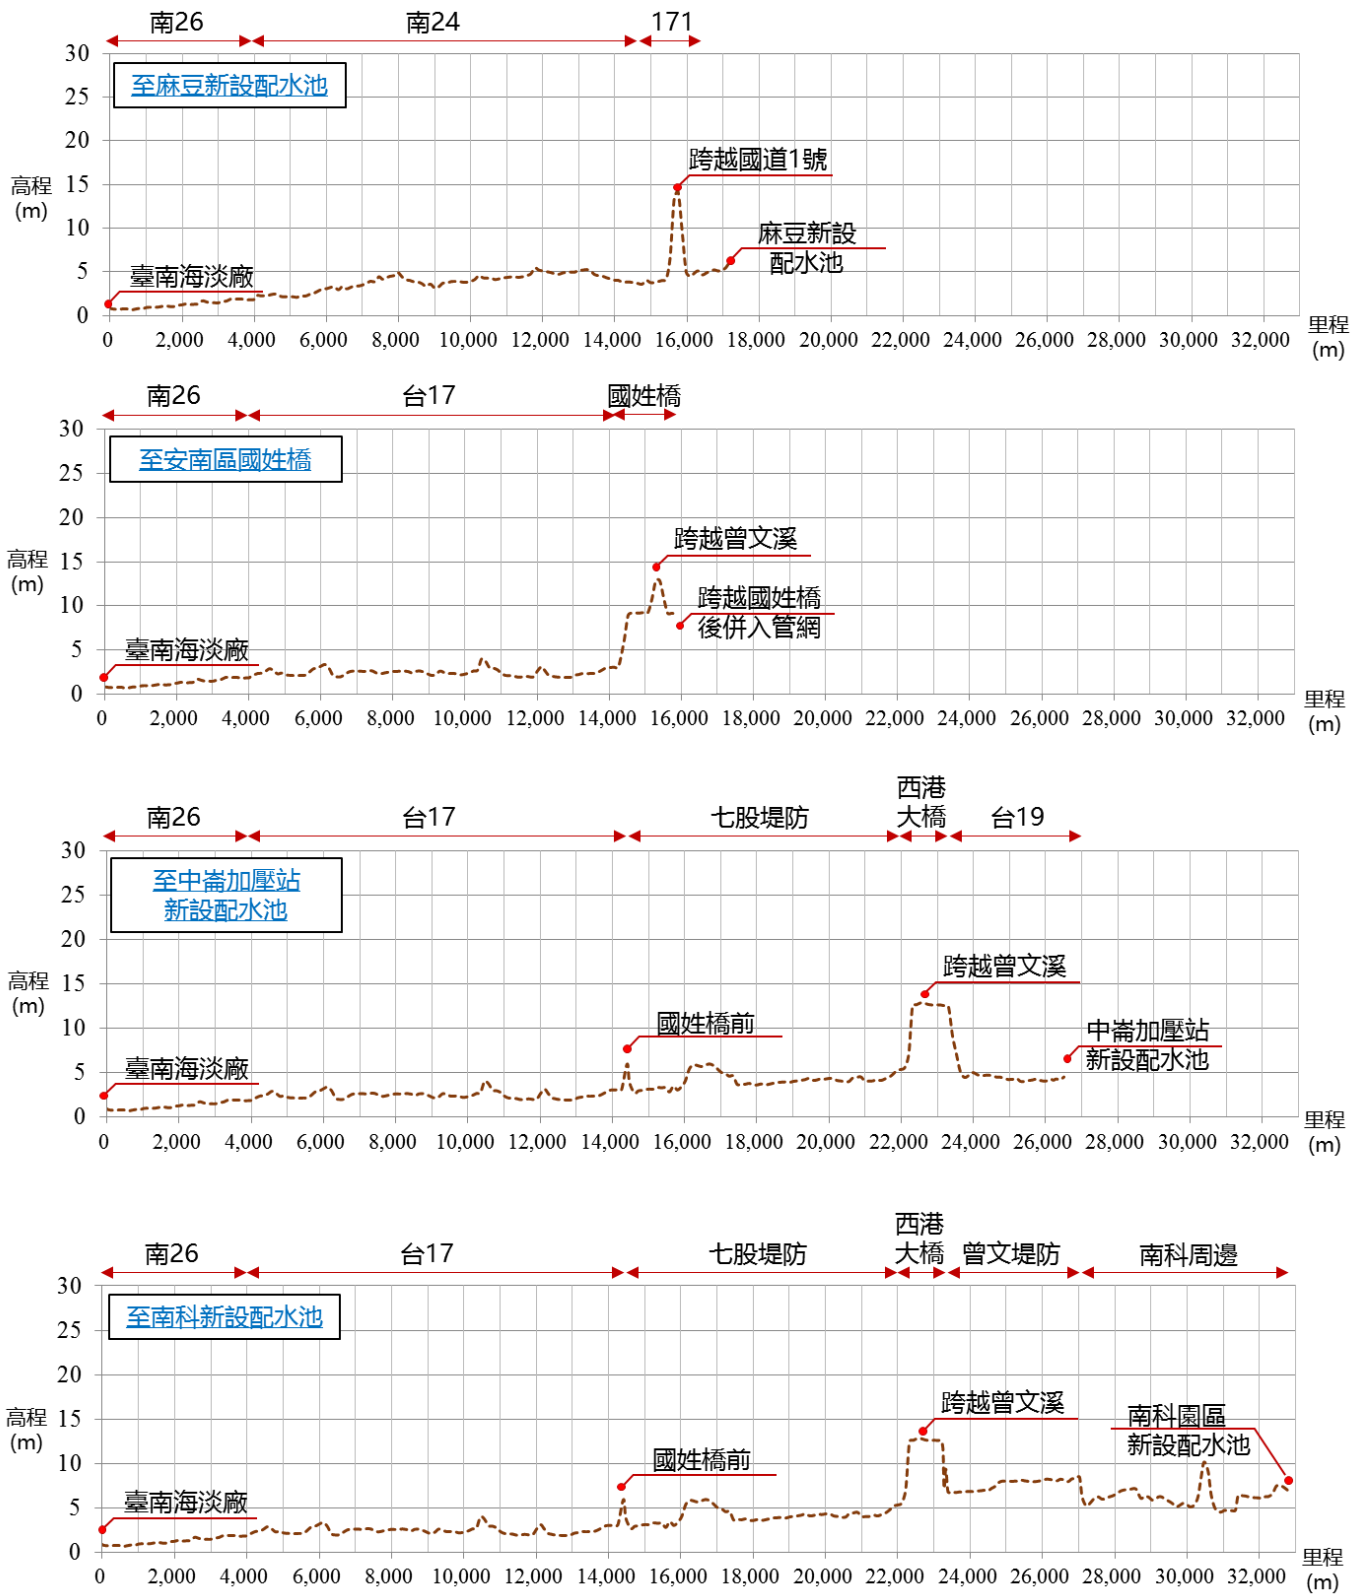 南26
南24
171
30
至麻豆新設配水池
25
20
跨越國道1號
高程
(m)
15
10
麻豆新設
配水池
5
臺南海淡廠
0
0 2,000 4,000 6,000 8,000 10,000 12,000 14,000 16,000 18,000 20,000 22,000 24,000 26,000 28,000 30,000 32,000
里程
(m)
南26
台17
國姓橋
30
至安南區國姓橋
25
20
跨越曾文溪
高程
(m)
15
10
跨越國姓橋
後併入管網
5
臺南海淡廠
0
0 2,000 4,000 6,000 8,000 10,000 12,000 14,000 16,000 18,000 20,000 22,000 24,000 26,000 28,000 30,000 32,000
里程
(m)
南26
台17
七股堤防
西港
大橋
台19
30
至中崙加壓站
新設配水池
25
20
跨越曾文溪
高程
(m)
15
10
國姓橋前
中崙加壓站
新設配水池
5
臺南海淡廠
0
0 2,000 4,000 6,000 8,000 10,000 12,000 14,000 16,000 18,000 20,000 22,000 24,000 26,000 28,000 30,000 32,000
里程
(m)
南26
台17
七股堤防
西港
大橋
曾文堤防
南科周邊
30
至南科新設配水池
25
20
跨越曾文溪
高程
(m)
15
南科園區
新設配水池
10
國姓橋前
5
臺南海淡廠
0
0 2,000 4,000 6,000 8,000 10,000 12,000 14,000 16,000 18,000 20,000 22,000 24,000 26,000 28,000 30,000 32,000
里程
(m)